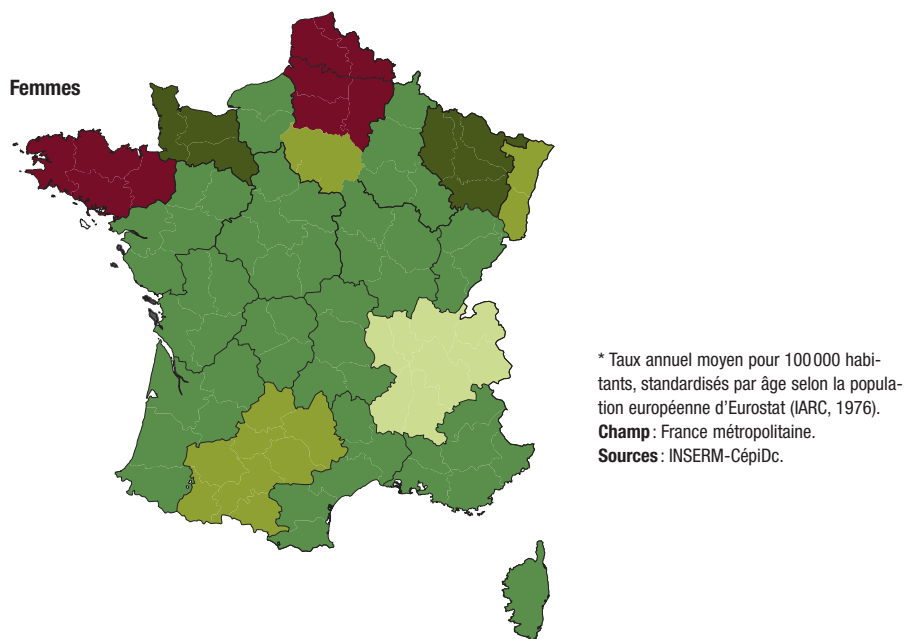 Femmes
* Taux annuel moyen pour 100 000 habi-
tants, standardisés par âge selon la popula-
tion européenne d’Eurostat (IARC, 1976).
Champ : France métropolitaine.
Sources : INSERM-CépiDc.